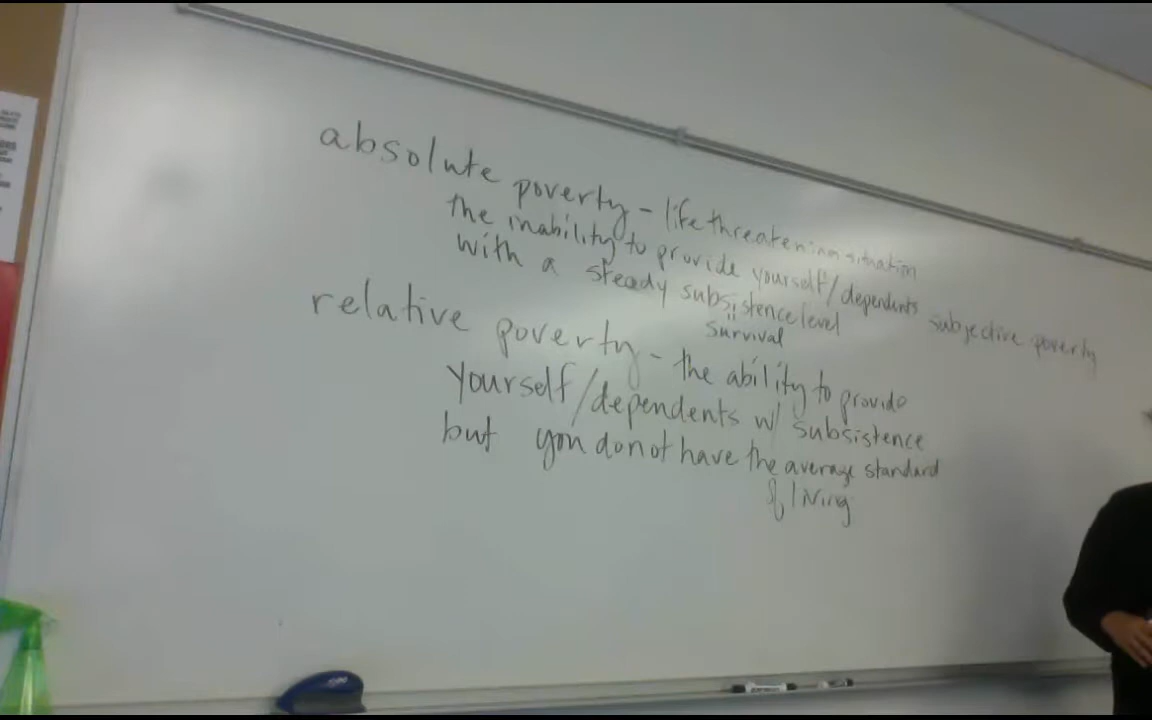 absolute poverty - life threatening situation
the inability to provide yourself/dependents
with a steady subsistence level
"
survival
subjective poverty
relative poverty - the ability to provide
yourself/dependents w/ subsistence
but you do not have the average standard
of living